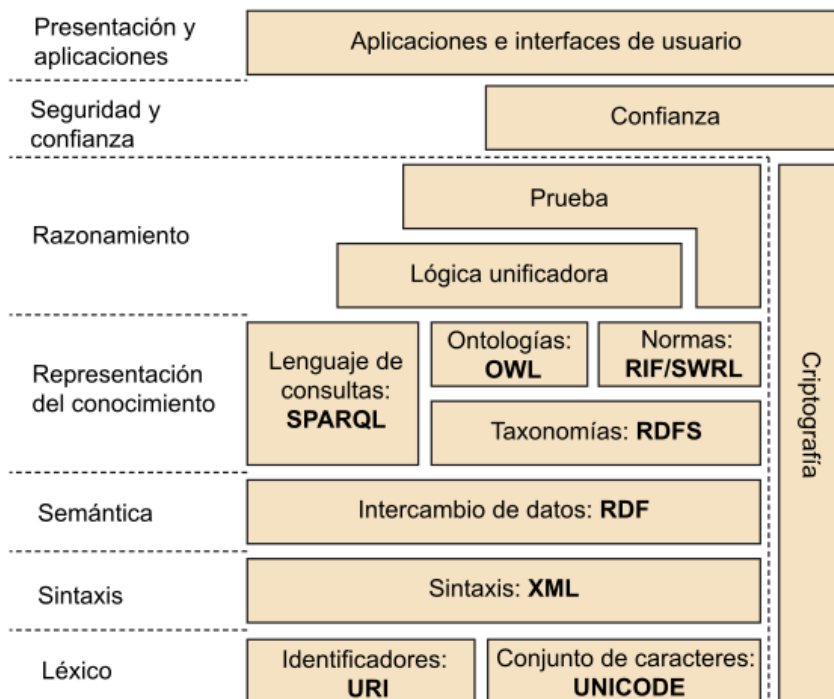 Presentación y
aplicaciones
Aplicaciones e interfaces de usuario
Seguridad y
confianza
Confianza
Razonamiento
Prueba
Lógica unificadora
Representación
del conocimiento
Lenguaje de
consultas:
SPARQL
Ontologías:
OWL
Normas:
RIF/SWRL
Taxonomías: RDFS
Semántica
Intercambio de datos: RDF
Sintaxis
Sintaxis: XML
Léxico
Identificadores:
URI
Conjunto de caracteres:
UNICODE
Criptografía